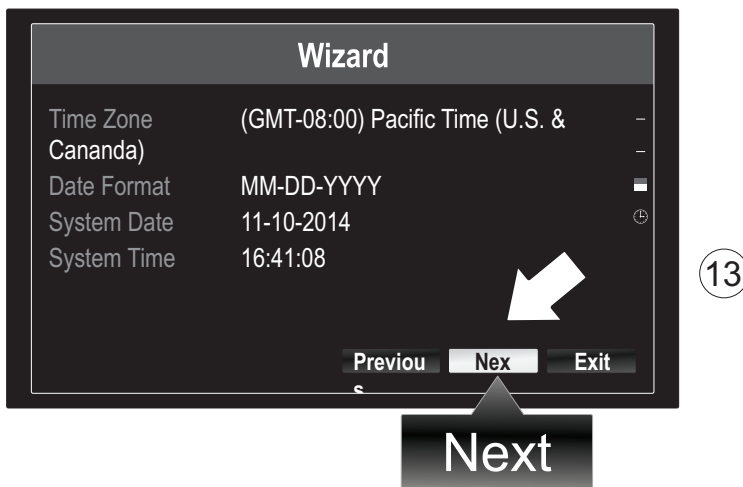 Wizard
Time Zone (GMT-08:00) Pacific Time (U.S. & –
Cananda) –
Date Format MM-DD-YYYY
System Date 11-10-2014
System Time 16:41:08
13
Previou Nex Exit
s
Next